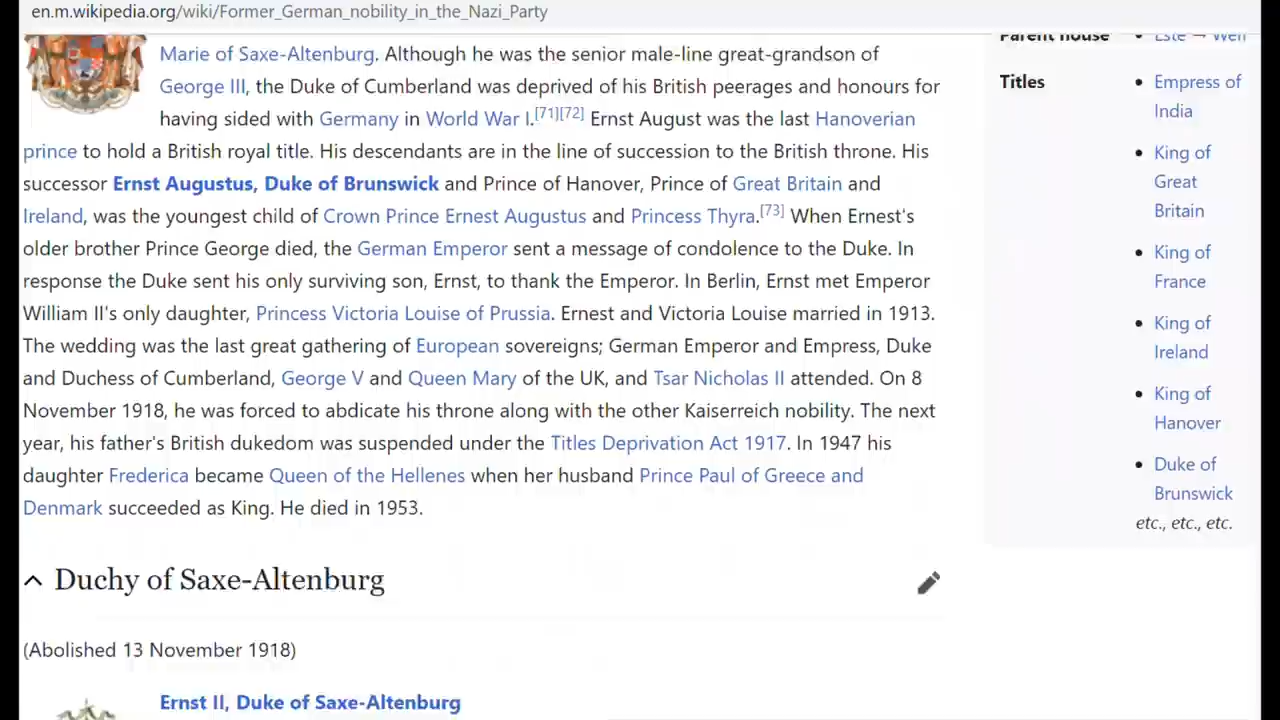 en.m.wikipedia.org/wiki/Former_German_nobility_in_the_Nazi_Party
Marie of Saxe-Altenburg. Although he was the senior male-line great-grandson of
George III, the Duke of Cumberland was deprived of his British peerages and honours for
having sided with Germany in World War I.[71][72] Ernst August was the last Hanoverian
prince to hold a British royal title. His descendants are in the line of succession to the British throne. His
successor Ernst Augustus, Duke of Brunswick and Prince of Hanover, Prince of Great Britain and
Ireland, was the youngest child of Crown Prince Ernest Augustus and Princess Thyra.[73] When Ernest's
older brother Prince George died, the German Emperor sent a message of condolence to the Duke. In
response the Duke sent his only surviving son, Ernst, to thank the Emperor. In Berlin, Ernst met Emperor
William II's only daughter, Princess Victoria Louise of Prussia. Ernest and Victoria Louise married in 1913.
The wedding was the last great gathering of European sovereigns; German Emperor and Empress, Duke
and Duchess of Cumberland, George V and Queen Mary of the UK, and Tsar Nicholas II attended. On 8
November 1918, he was forced to abdicate his throne along with the other Kaiserreich nobility. The next
year, his father's British dukedom was suspended under the Titles Deprivation Act 1917. In 1947 his
daughter Frederica became Queen of the Hellenes when her husband Prince Paul of Greece and
Denmark succeeded as King. He died in 1953.
Duchy of Saxe-Altenburg
(Abolished 13 November 1918)
Ernst II, Duke of Saxe-Altenburg
Parent house
• Este – Welf
Titles
• Empress of
India
• King of
Great
Britain
• King of
France
• King of
Ireland
• King of
Hanover
• Duke of
Brunswick
etc., etc., etc.